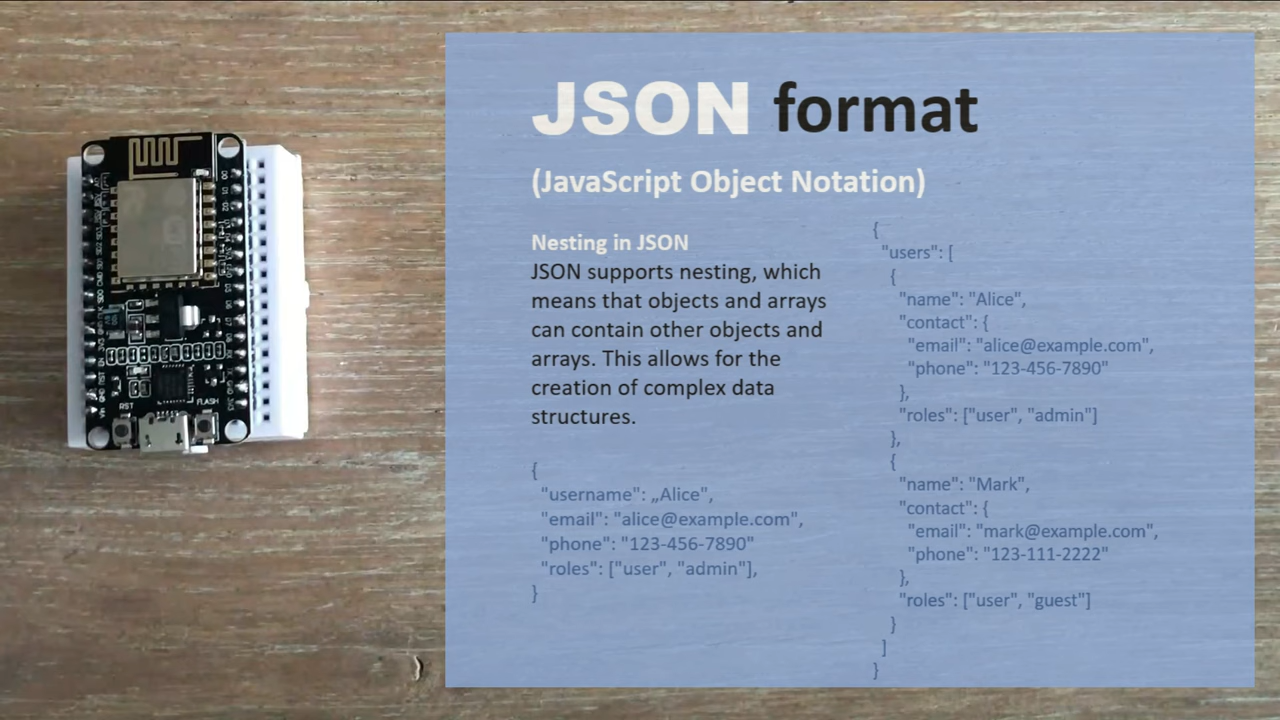 JSON format
(JavaScript Object Notation)
Nesting in JSON
JSON supports nesting, which
means that objects and arrays
can contain other objects and
arrays. This allows for the
creation of complex data
structures.
{
"username": „Alice",
"email": "alice@example.com",
"phone": "123-456-7890"
"roles": ["user", "admin"],
}
{
"users": [
{
"name": "Alice",
"contact": {
"email": "alice@example.com",
"phone": "123-456-7890"
},
"roles": ["user", "admin"]
},
{
"name": "Mark",
"contact": {
"email": "mark@example.com",
"phone": "123-111-2222"
},
"roles": ["user", "guest"]
}
]
}
RST
FLASH